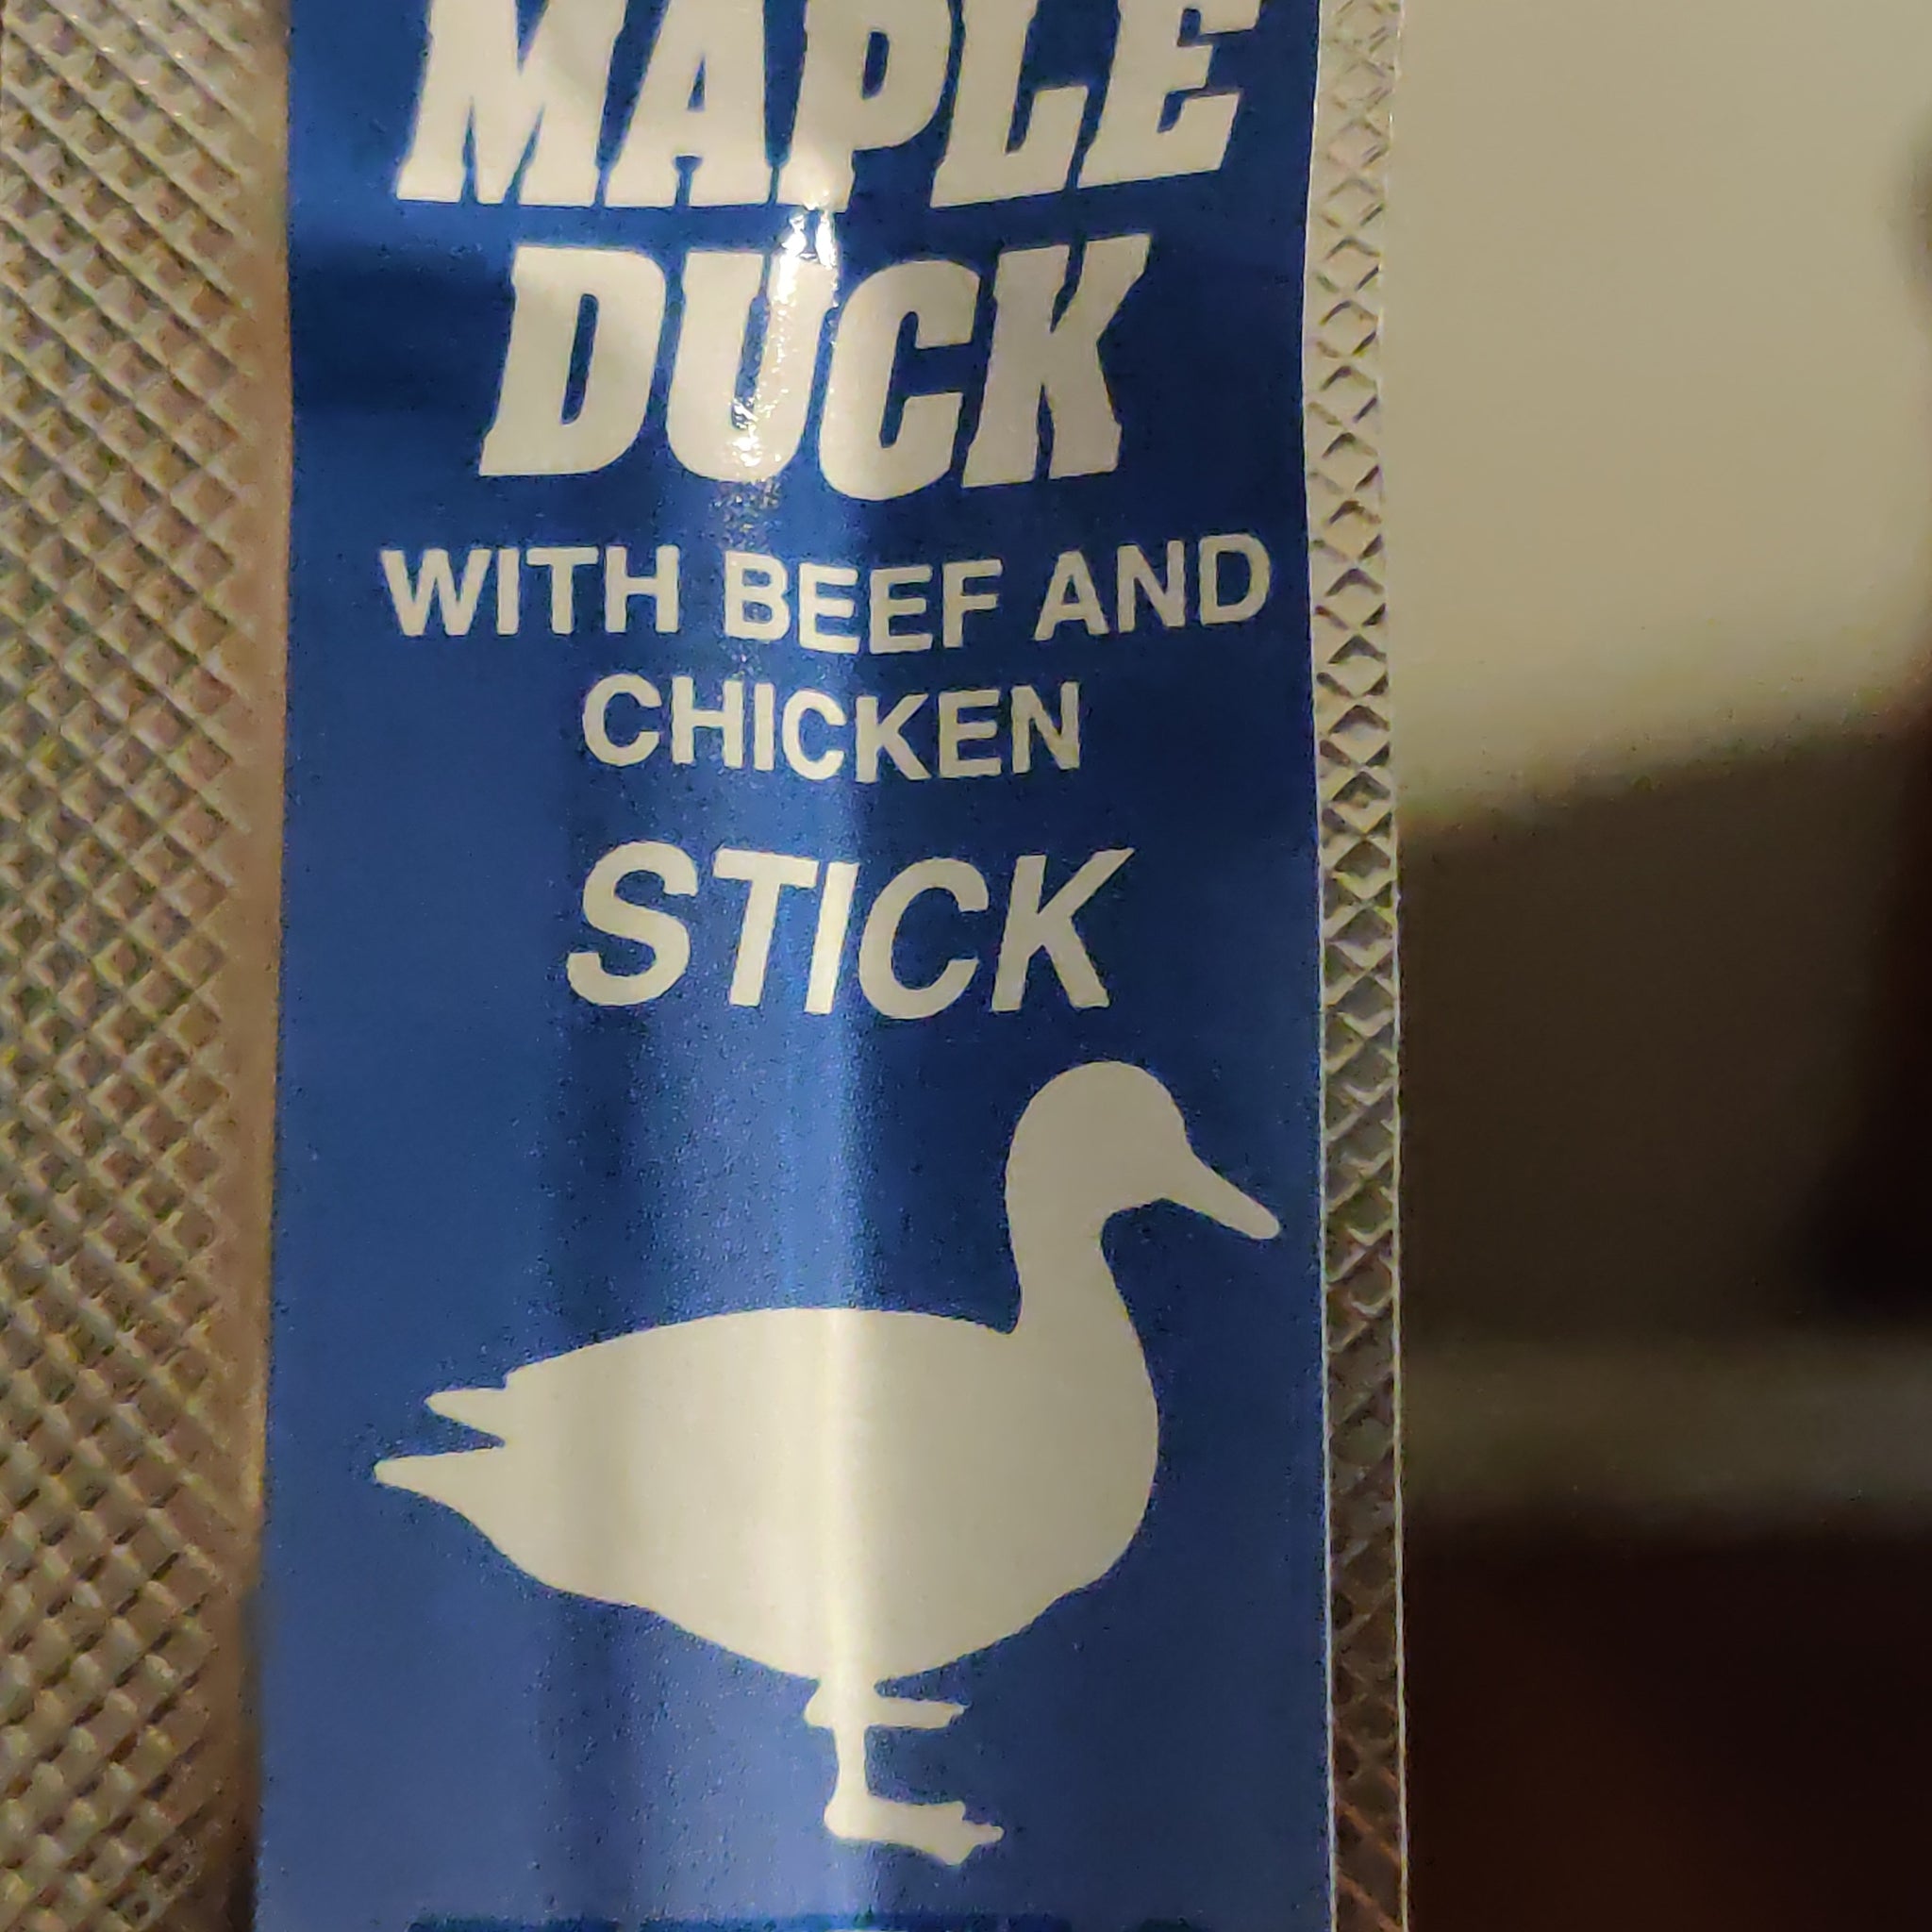 MAPLE
DUCK
WITH BEEF AND
CHICKEN
STICK